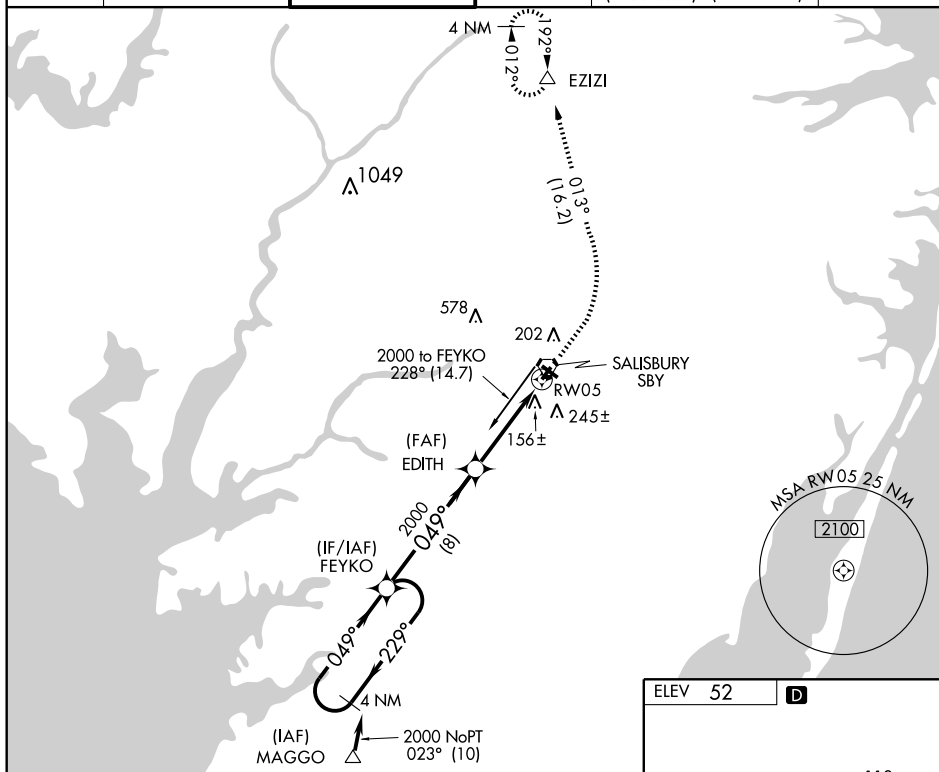 4 NM
192°
012°
EZIZI
1049
013°
(16.2)
578
202
2000 to FEYKO
228° (14.7)
SALISBURY
SBY
RW05
245±
156±
(FAF)
EDITH
MSA RW05 25 NM
2100
2000
049°
(8)
(IF/IAF)
FEYKO
049°
229°
4 NM
(IAF)
MAGGO
2000 NoPT
023° (10)
ELEV 52
D